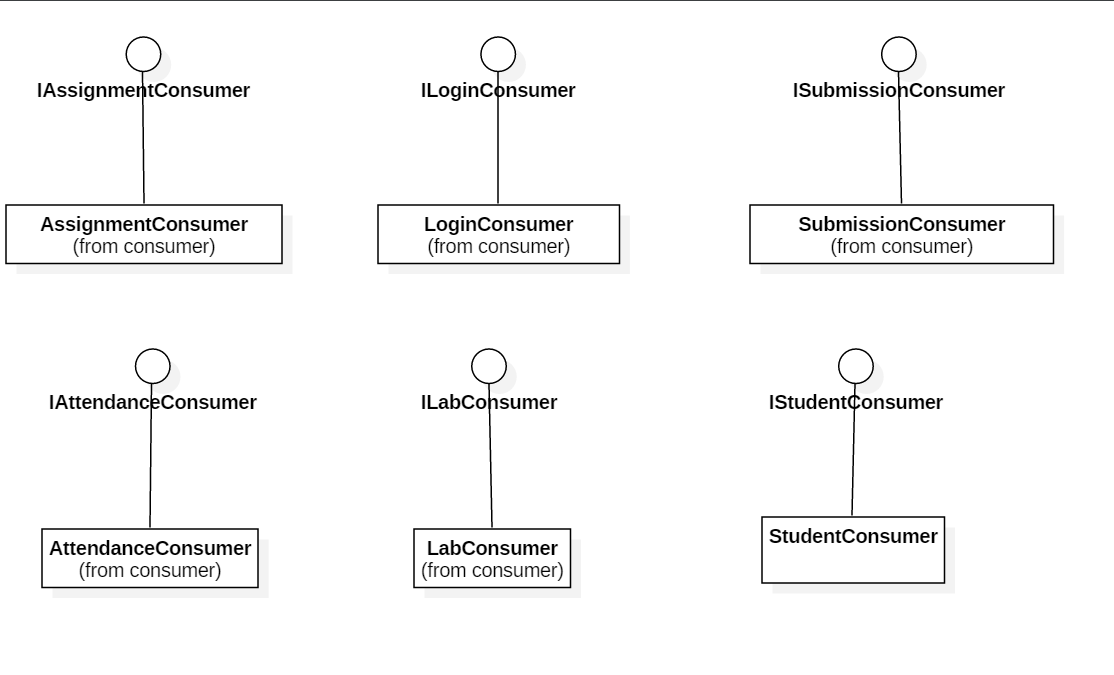 IAssignmentConsumer
ILoginConsumer
ISubmissionConsumer
AssignmentConsumer
(from consumer)
LoginConsumer
(from consumer)
SubmissionConsumer
(from consumer)
IAttendanceConsumer
ILabConsumer
IStudentConsumer
AttendanceConsumer
(from consumer)
LabConsumer
(from consumer)
StudentConsumer